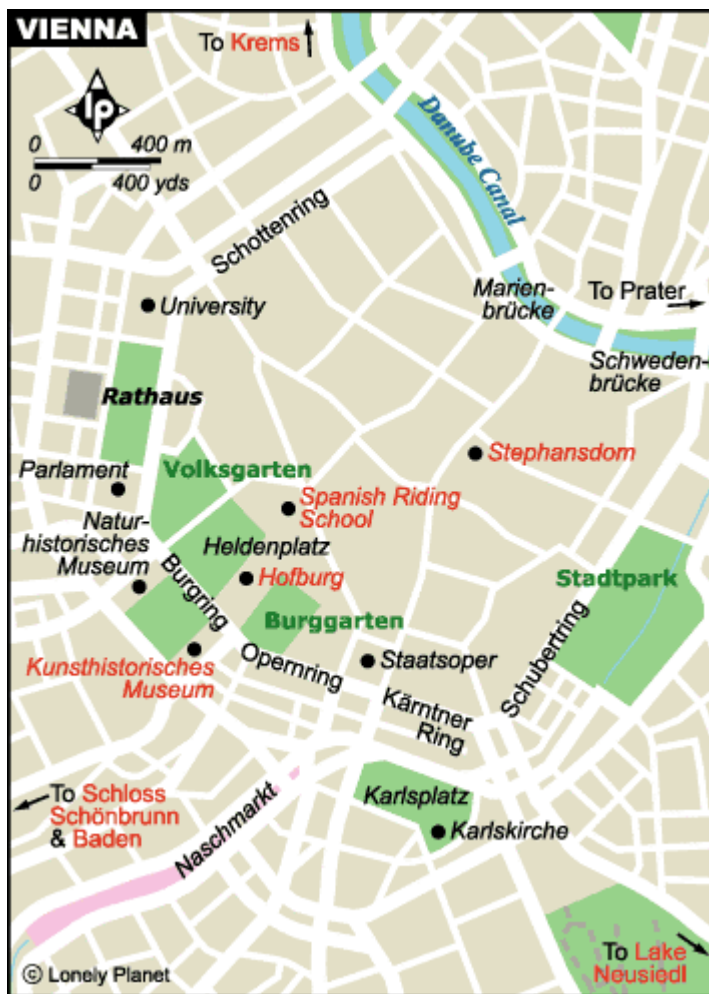 VIENNA
To Krems
lp
0 400 m
0 400 yds
Danube Canal
Schottenring
University
Marien-
brücke
To Prater
Schweden-
brücke
Rathaus
Stephansdom
Parlament
Volksgarten
Spanish Riding
School
Natur-
historisches
Museum
Heldenplatz
Hofburg
Burgring
Stadtpark
Burggarten
Kunsthistorisches
Museum
Opernring
Staatsoper
Schubertring
Kärntner
Ring
To Schloss
Schönbrunn
& Baden
Naschmarkt
Karlsplatz
Karlskirche
To Lake
Neusiedl
© Lonely Planet